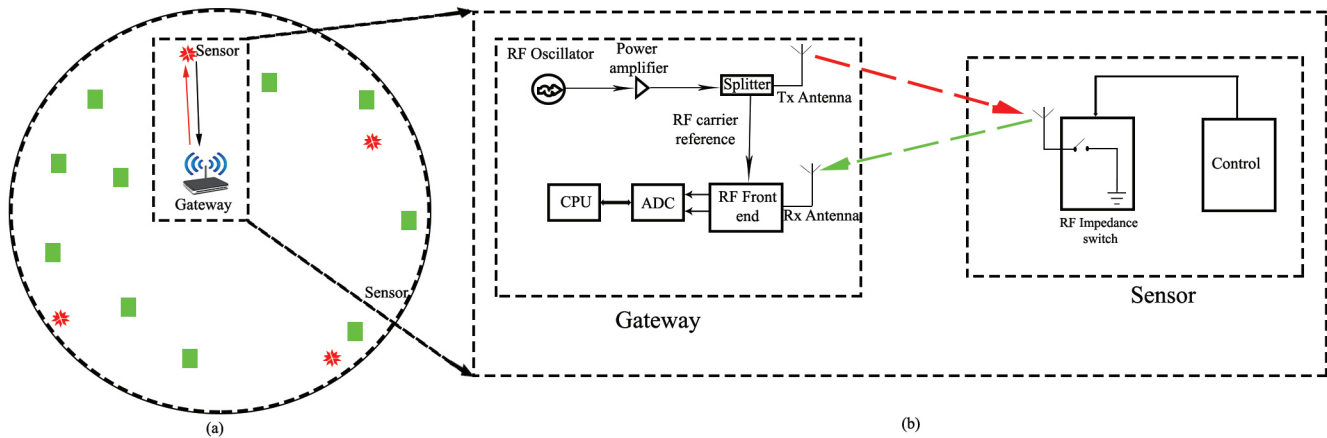 Sensor
Gateway
Sensor
(a)
RF Oscillator
Power
amplifier
Splitter
Tx Antenna
RF carrier
reference
CPU
ADC
RF Front
end
Rx Antenna
Gateway
RF Impedance
switch
Control
Sensor
(b)